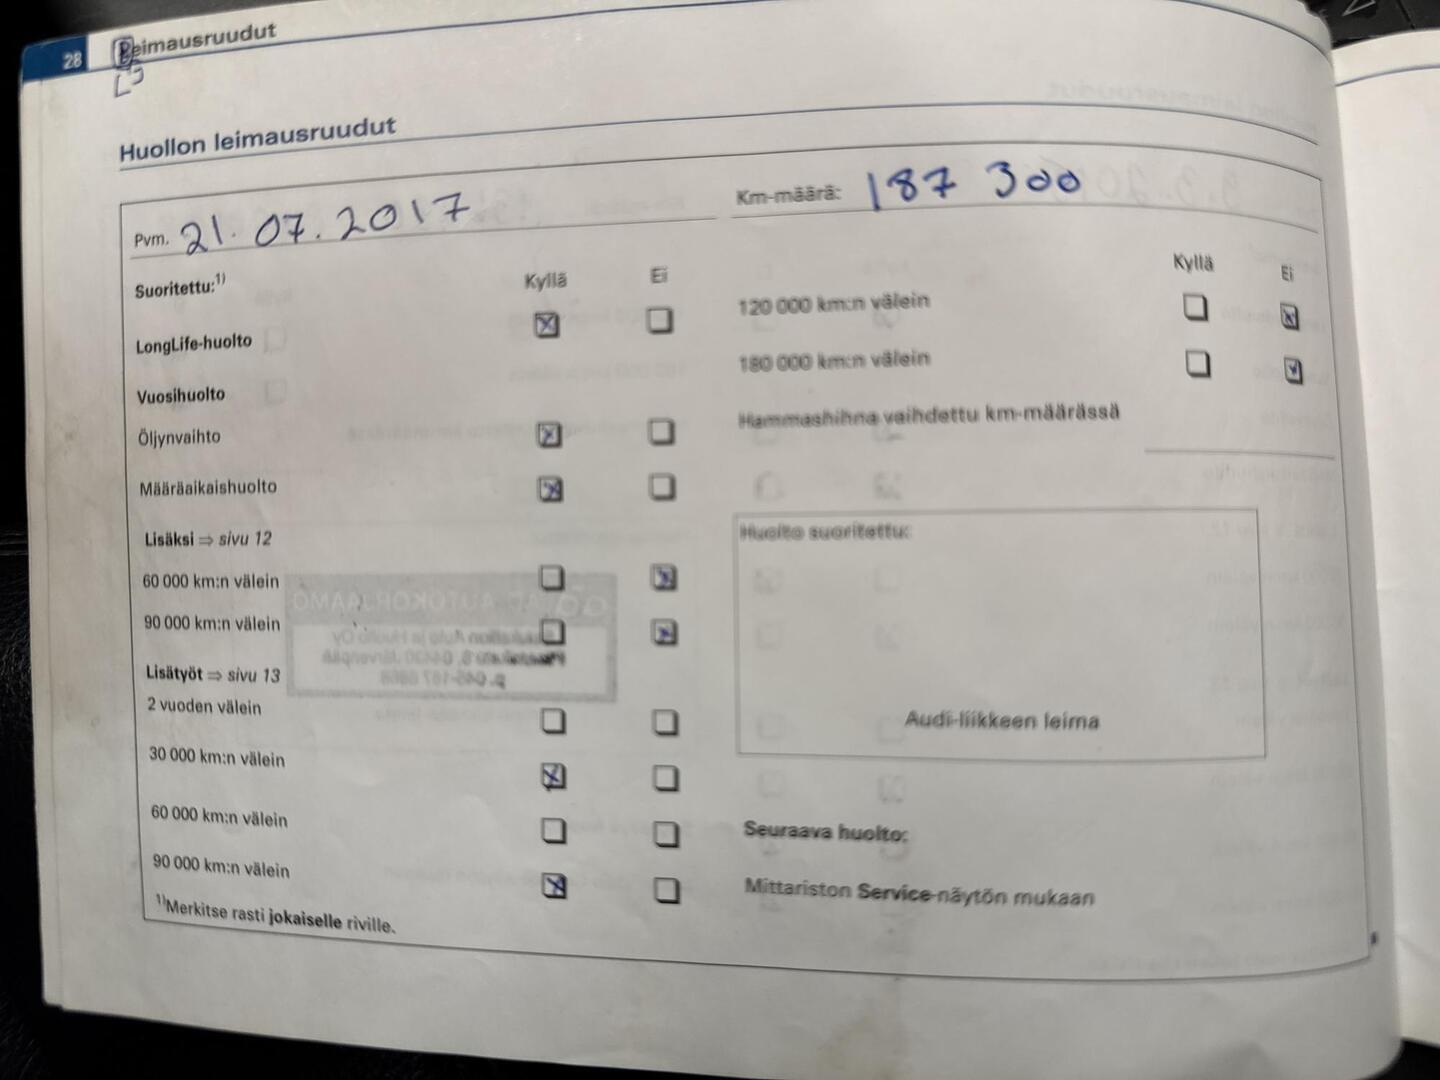 28 Leimausruudut
Huollon leimausruudut
Pvm. 21.07.2017
Suoritettu:¹⁾ Kyllä Ei
LongLife-huolto
Vuosihuolto
Öljynvaihto
Määräaikaishuolto
Lisäksi ⇒ sivu 12
60 000 km:n välein
90 000 km:n välein
Lisätyöt ⇒ sivu 13
2 vuoden välein
30 000 km:n välein
60 000 km:n välein
90 000 km:n välein
¹⁾Merkitse rasti jokaiselle riville.
Km-määrä: 187 300
Kyllä Ei
120 000 km:n välein
180 000 km:n välein
Hammashihna vaihdettu km-määrässä
Huolto suoritettu:
Audi-liikkeen leima
Seuraava huolto:
Mittariston Service-näytön mukaan